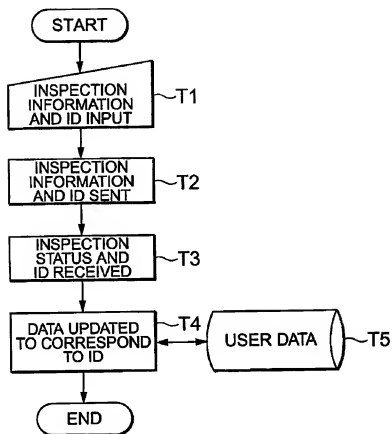 START
INSPECTION
INFORMATION
AND ID INPUT
T1
INSPECTION
INFORMATION
AND ID SENT
T2
INSPECTION
STATUS AND
ID RECEIVED
T3
DATA UPDATED
TO CORRESPOND
TO ID
T4
USER DATA
T5
END